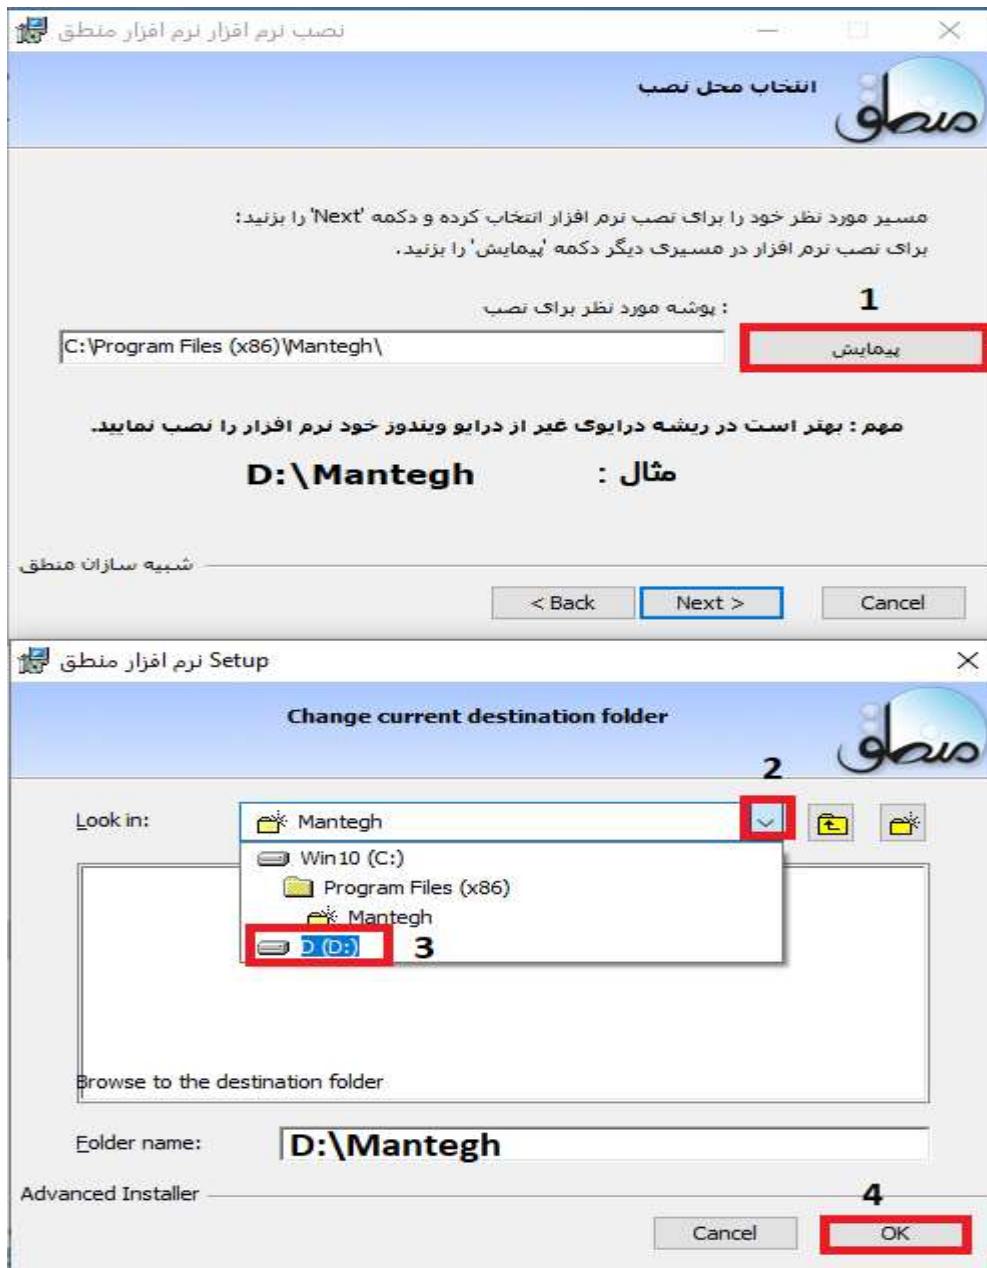 نصب نرم افزار نرم افزار منطق
انتخاب محل نصب
منطق
مسیر مورد نظر خود را برای نصب نرم افزار انتخاب کرده و دکمه 'Next' را بزنید:
برای نصب نرم افزار در مسیری دیگر دکمه 'پیمایش' را بزنید.
1
پوشه مورد نظر برای نصب :
C:\Program Files (x86)\Mantegh\
پیمایش
مهم : بهتر است در ریشه درایوی غیر از درایو ویندوز خود نرم افزار را نصب نمایید.
مثال : D:\Mantegh
شبیه سازان منطق
< Back
Next >
Cancel
نرم افزار منطق Setup
Change current destination folder
منطق
2
Look in:
Mantegh
Win10 (C:)
Program Files (x86)
Mantegh
D (D:)
3
Browse to the destination folder
Folder name:
D:\Mantegh
Advanced Installer
4
Cancel
OK